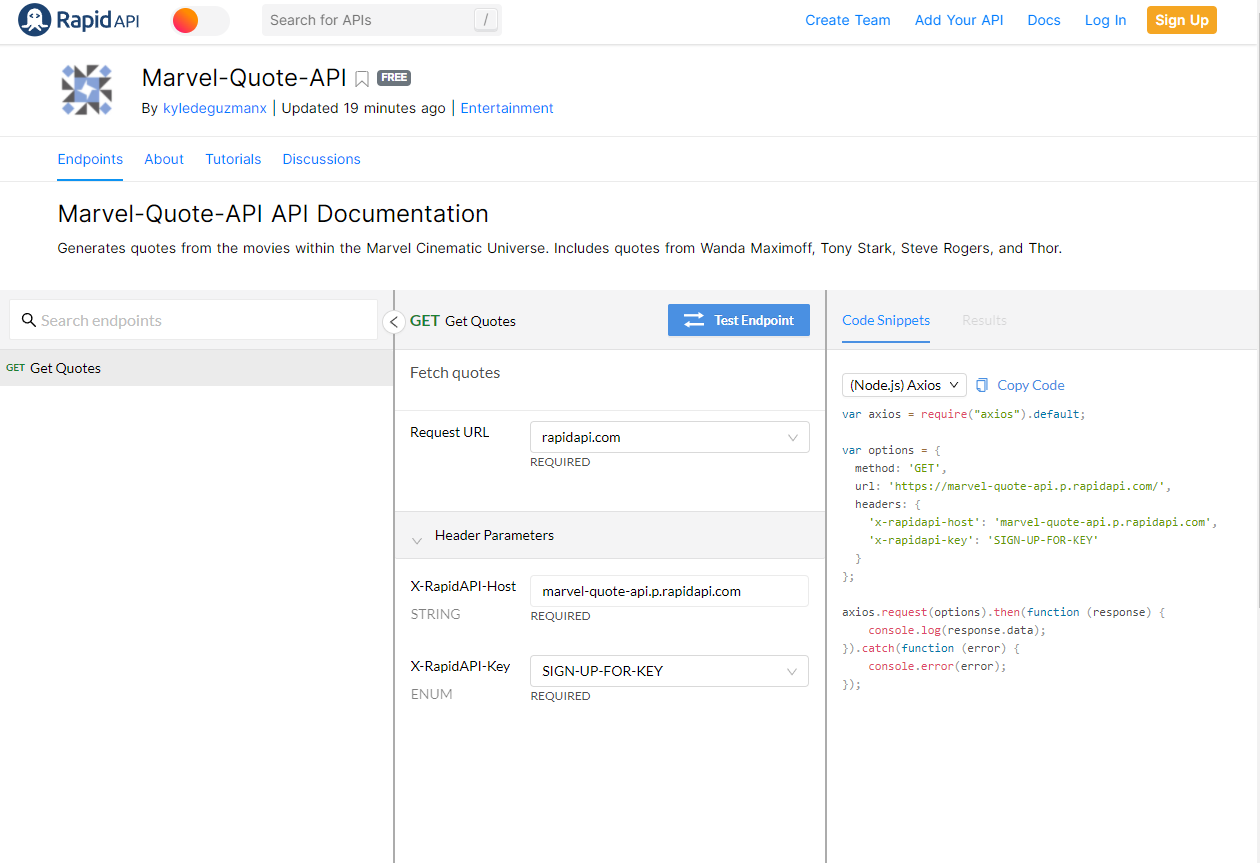 RapidAPI
Search for APIs
/
Create Team
Add Your API
Docs
Log In
Sign Up
Marvel-Quote-API FREE
By kyledeguzmanx | Updated 19 minutes ago | Entertainment
Endpoints
About
Tutorials
Discussions
Marvel-Quote-API API Documentation
Generates quotes from the movies within the Marvel Cinematic Universe. Includes quotes from Wanda Maximoff, Tony Stark, Steve Rogers, and Thor.
Search endpoints
GET Get Quotes
GET Get Quotes
Test Endpoint
Fetch quotes
Request URL
rapidapi.com
REQUIRED
Header Parameters
X-RapidAPI-Host
marvel-quote-api.p.rapidapi.com
STRING
REQUIRED
X-RapidAPI-Key
SIGN-UP-FOR-KEY
ENUM
REQUIRED
Code Snippets
Results
(Node.js) Axios
Copy Code
var axios = require("axios").default;
var options = {
  method: 'GET',
  url: 'https://marvel-quote-api.p.rapidapi.com/',
  headers: {
    'x-rapidapi-host': 'marvel-quote-api.p.rapidapi.com',
    'x-rapidapi-key': 'SIGN-UP-FOR-KEY'
  }
};
axios.request(options).then(function (response) {
    console.log(response.data);
}).catch(function (error) {
    console.error(error);
});